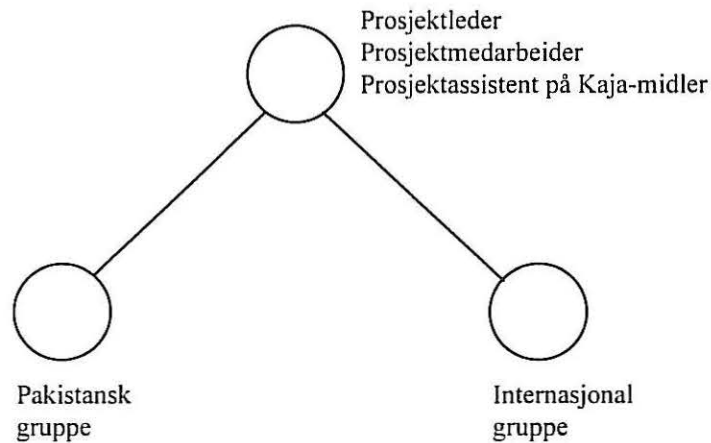 Prosjektleder
Prosjektmedarbeider
Prosjektassistent på Kaja-midler
Pakistansk
gruppe
Internasjonal
gruppe